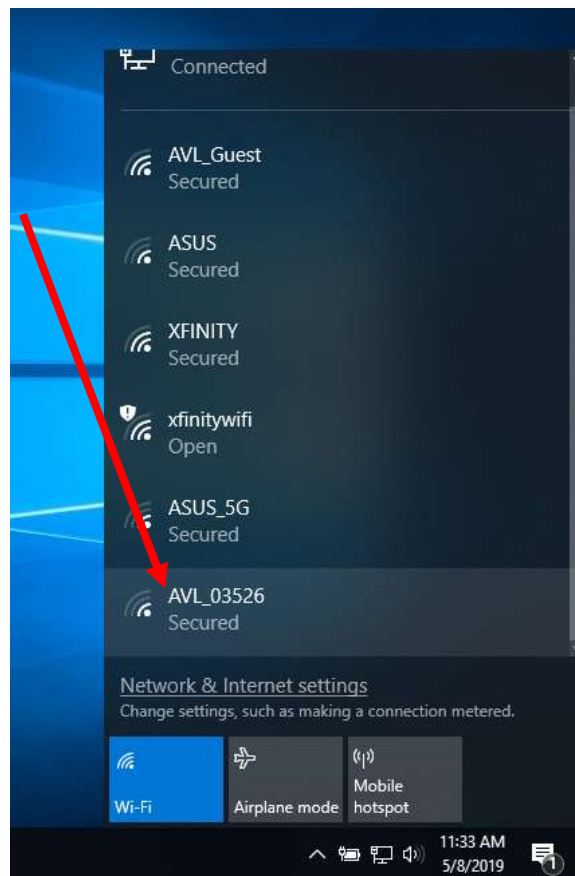 Connected
AVL_Guest
Secured
ASUS
Secured
XFINITY
Secured
xfinitywifi
Open
ASUS_5G
Secured
AVL_03526
Secured
Network & Internet settings
Change settings, such as making a connection metered.
Wi-Fi
Airplane mode
Mobile
hotspot
11:33 AM
5/8/2019
1